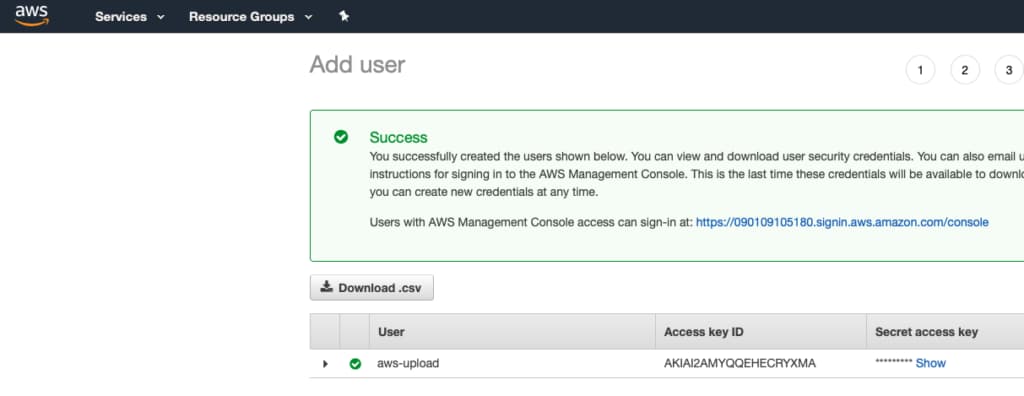 aws Services Resource Groups
Add user 1 2 3
Success
You successfully created the users shown below. You can view and download user security credentials. You can also email
instructions for signing in to the AWS Management Console. This is the last time these credentials will be available to
you can create new credentials at any time.
Users with AWS Management Console access can sign-in at: https://090109105180.signin.aws.amazon.com/console
Download .csv
User Access key ID Secret access key
aws-upload AKIAI2AMYQQEHECRYXMA ********* Show